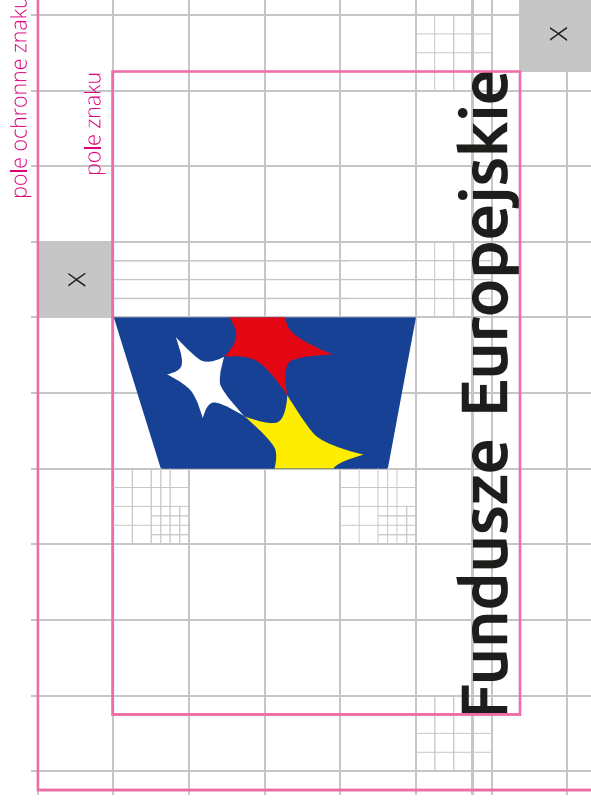 pole ochronne znaku
pole znaku
X
X
Fundusze Europejskie